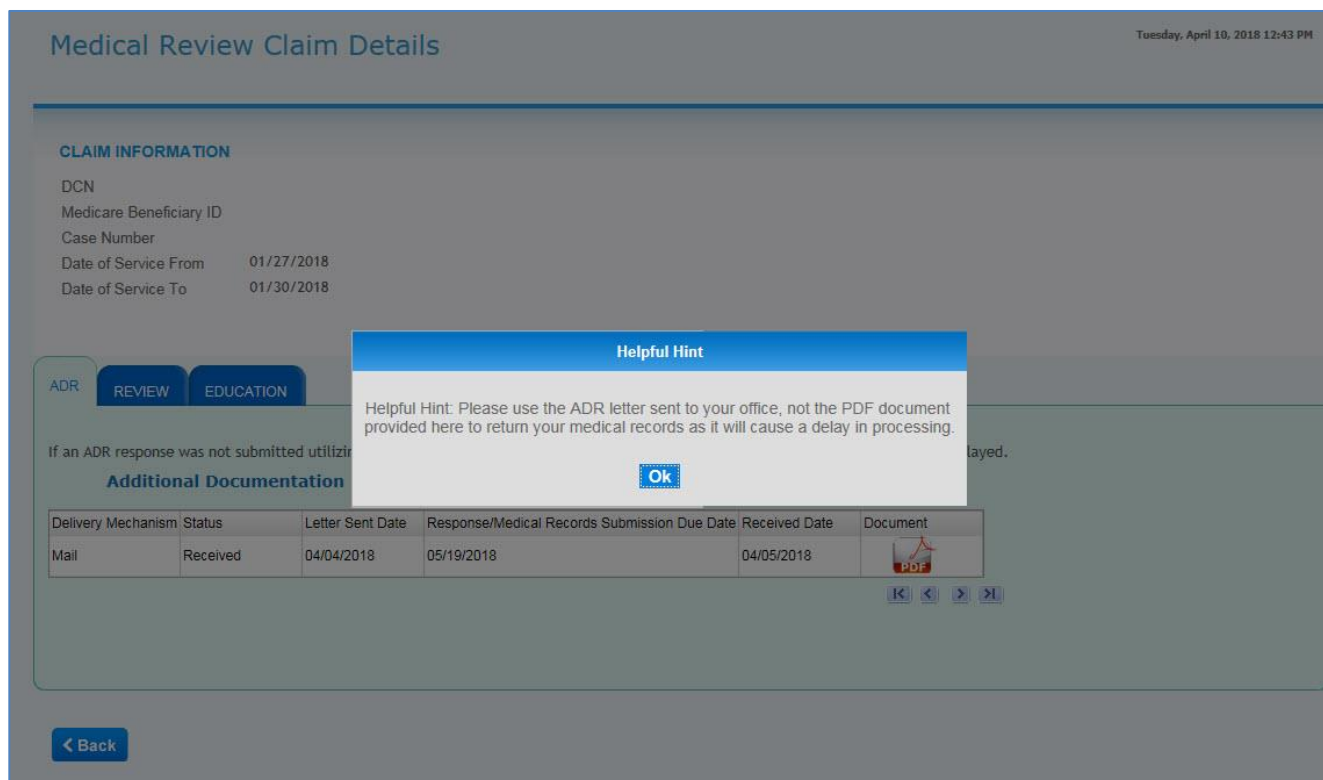 Medical Review Claim Details
Tuesday, April 10, 2018 12:43 PM
CLAIM INFORMATION
DCN
Medicare Beneficiary ID
Case Number
Date of Service From 01/27/2018
Date of Service To 01/30/2018
Helpful Hint
Helpful Hint: Please use the ADR letter sent to your office, not the PDF document
provided here to return your medical records as it will cause a delay in processing.
Ok
ADR REVIEW EDUCATION
If an ADR response was not submitted layed.
Additional Documentation
Delivery Mechanism Status Letter Sent Date Response/Medical Records Submission Due Date Received Date Document
Mail Received 04/04/2018 05/19/2018 04/05/2018 PDF
Back